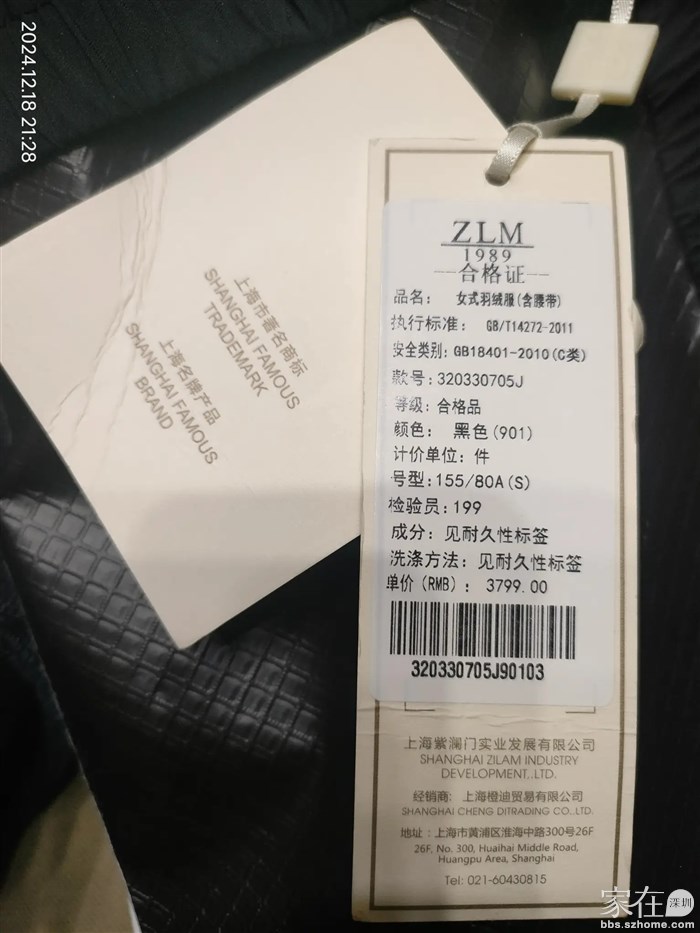 2024.12.18 21:28
上海市著名商标
SHANGHAI FAMOUS
TRADEMARK
上海名牌产品
SHANGHAI FAMOUS
BRAND
ZLM
1989
合格证
品名： 女式羽绒服(含腰带)
执行标准： GB/T14272-2011
安全类别:GB18401-2010(C类)
款号:320330705J
等级:合格品
颜色： 黑色(901)
计价单位:件
号型:155/80A(S)
检验员:199
成分：见耐久性标签
洗涤方法：见耐久性标签
单价（RMB）： 3799.00
320330705J90103
上海紫澜门实业发展有限公司
SHANGHAI ZILAM INDUSTRY
DEVELOPMENT.,LTD.
经销商: 上海橙迪贸易有限公司
SHANGHAI CHENG DITRADING CO.,LTD.
地址：上海市黄浦区淮海中路300号26F
26F, No. 300, Huaihai Middle Road,
Huangpu Area, Shanghai
Tel: 021-60430815
家在深圳
bbs.szhome.com